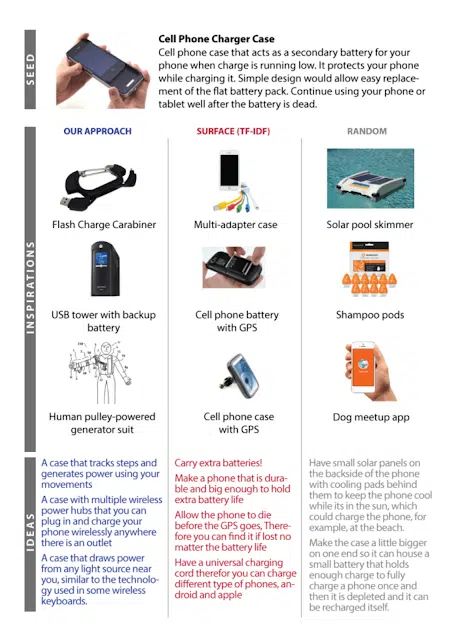 SEED
Cell Phone Charger Case
Cell phone case that acts as a secondary battery for your
phone when charge is running low. It protects your phone
while charging it. Simple design would allow easy replace-
ment of the flat battery pack. Continue using your phone or
tablet well after the battery is dead.
INSPIRATIONS
OUR APPROACH
SURFACE (TF-IDF)
RANDOM
Flash Charge Carabiner
Multi-adapter case
Solar pool skimmer
USB tower with backup
battery
Cell phone battery
with GPS
Shampoo pods
Human pulley-powered
generator suit
Cell phone case
with GPS
Dog meetup app
IDEAS
A case that tracks steps and
generates power using your
movements
A case with multiple wireless
power hubs that you can
plug in and charge your
phone wirelessly anywhere
there is an outlet
A case that draws power
from any light source near
you, similar to the technolo-
gy used in some wireless
keyboards.
Carry extra batteries!
Make a phone that is dura-
ble and big enough to hold
extra battery life
Allow the phone to die
before the GPS goes, There-
fore you can find it if lost no
matter the battery life
Have a universal charging
cord therefor you can charge
different type of phones, an-
droid and apple
Have small solar panels on
the backside of the phone
with cooling pads behind
them to keep the phone cool
while its in the sun, which
could charge the phone, for
example, at the beach.
Make the case a little bigger
on one end so it can house a
small battery that holds
enough charge to fully
charge a phone once and
then it is depleted and it can
be recharged itself.